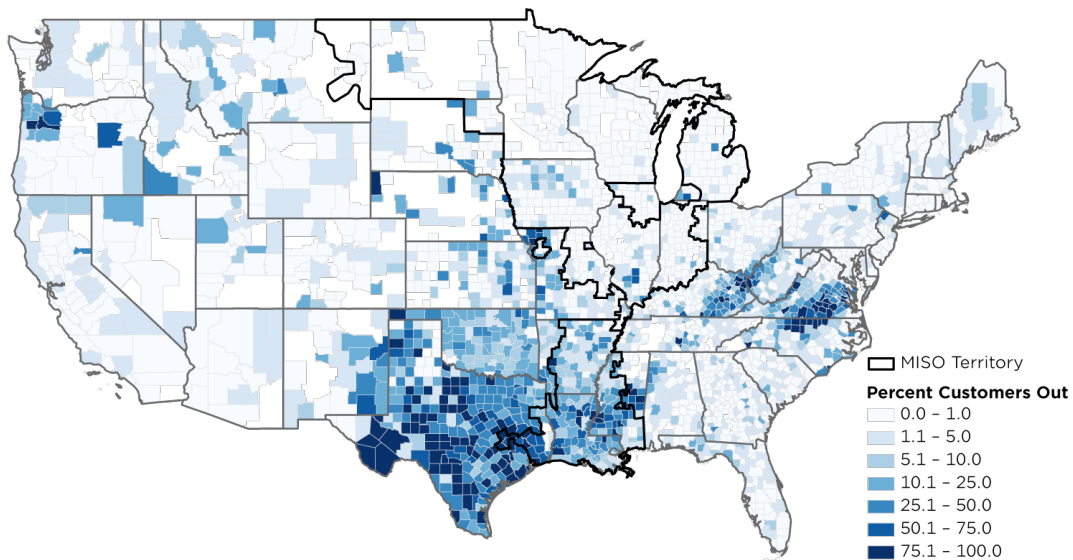 MISO Territory
Percent Customers Out
0.0 – 1.0
1.1 – 5.0
5.1 – 10.0
10.1 – 25.0
25.1 – 50.0
50.1 – 75.0
75.1 – 100.0